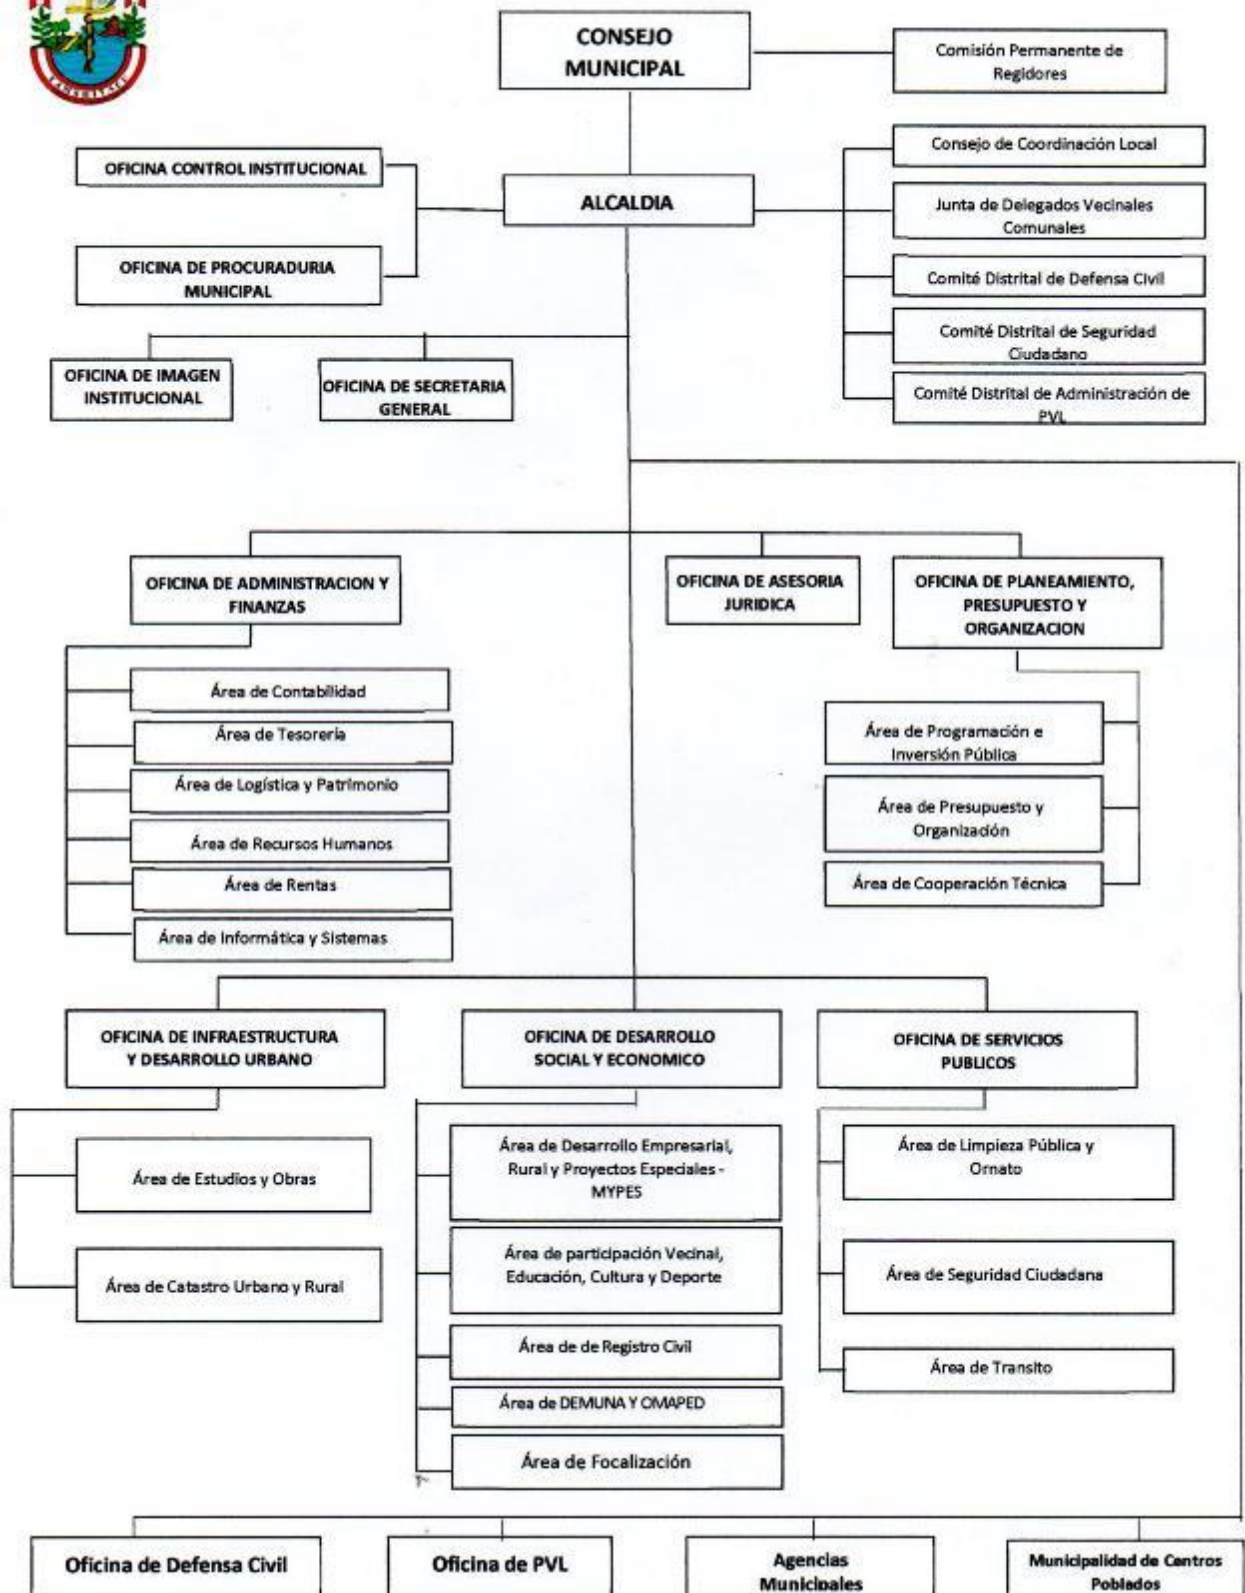 CONSEJO
MUNICIPAL
Comisión Permanente de
Regidores
OFICINA CONTROL INSTITUCIONAL
ALCALDIA
Consejo de Coordinación Local
Junta de Delegados Vecinales
Comunales
OFICINA DE PROCURADURIA
MUNICIPAL
Comité Distrital de Defensa Civil
Comité Distrital de Seguridad
Ciudadano
Comité Distrital de Administración de
PVL
OFICINA DE IMAGEN
INSTITUCIONAL
OFICINA DE SECRETARIA
GENERAL
OFICINA DE ADMINISTRACION Y
FINANZAS
OFICINA DE ASESORIA
JURIDICA
OFICINA DE PLANEAMIENTO,
PRESUPUESTO Y
ORGANIZACION
Área de Contabilidad
Área de Tesorería
Área de Logística y Patrimonio
Área de Recursos Humanos
Área de Rentas
Área de Informática y Sistemas
Área de Programación e
Inversión Pública
Área de Presupuesto y
Organización
Área de Cooperación Técnica
OFICINA DE INFRAESTRUCTURA
Y DESARROLLO URBANO
OFICINA DE DESARROLLO
SOCIAL Y ECONOMICO
OFICINA DE SERVICIOS
PUBLICOS
Área de Estudios y Obras
Área de Catastro Urbano y Rural
Área de Desarrollo Empresarial,
Rural y Proyectos Especiales -
MYPES
Área de participación Vecinal,
Educación, Cultura y Deporte
Área de de Registro Civil
Área de DEMUNA Y OMAPED
Área de Focalización
Área de Limpieza Pública y
Ornato
Área de Seguridad Ciudadana
Área de Transito
Oficina de Defensa Civil
Oficina de PVL
Agencias
Municipales
Municipalidad de Centros
Poblados